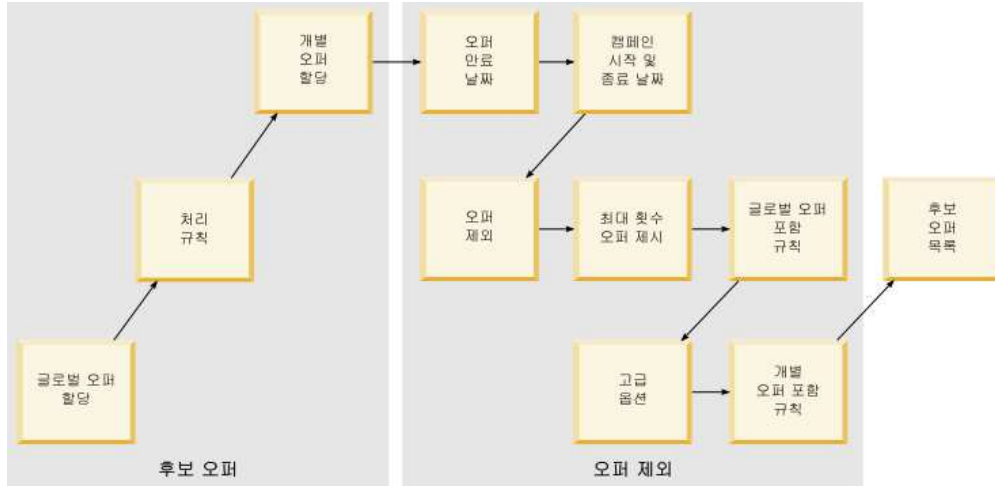 개별
오퍼
할당
오퍼
만료
날짜
캠페인
시작 및
종료 날짜
처리
규칙
오퍼
제외
최대 횟수
오퍼 제시
글로벌 오퍼
포함
규칙
후보
오퍼
목록
글로벌 오퍼
할당
고급
옵션
개별
오퍼 포함
규칙
후보 오퍼
오퍼 제외